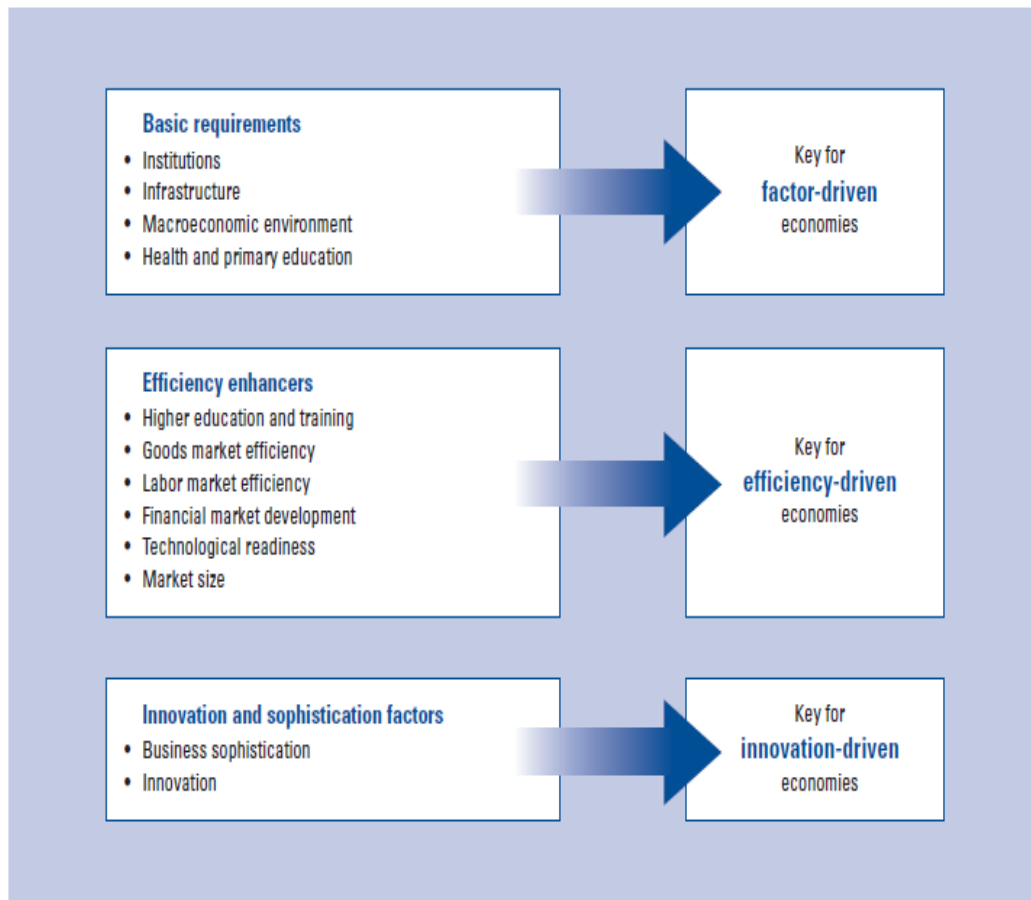 Basic requirements
• Institutions
• Infrastructure
• Macroeconomic environment
• Health and primary education
Key for
factor-driven
economies
Efficiency enhancers
• Higher education and training
• Goods market efficiency
• Labor market efficiency
• Financial market development
• Technological readiness
• Market size
Key for
efficiency-driven
economies
Innovation and sophistication factors
• Business sophistication
• Innovation
Key for
innovation-driven
economies